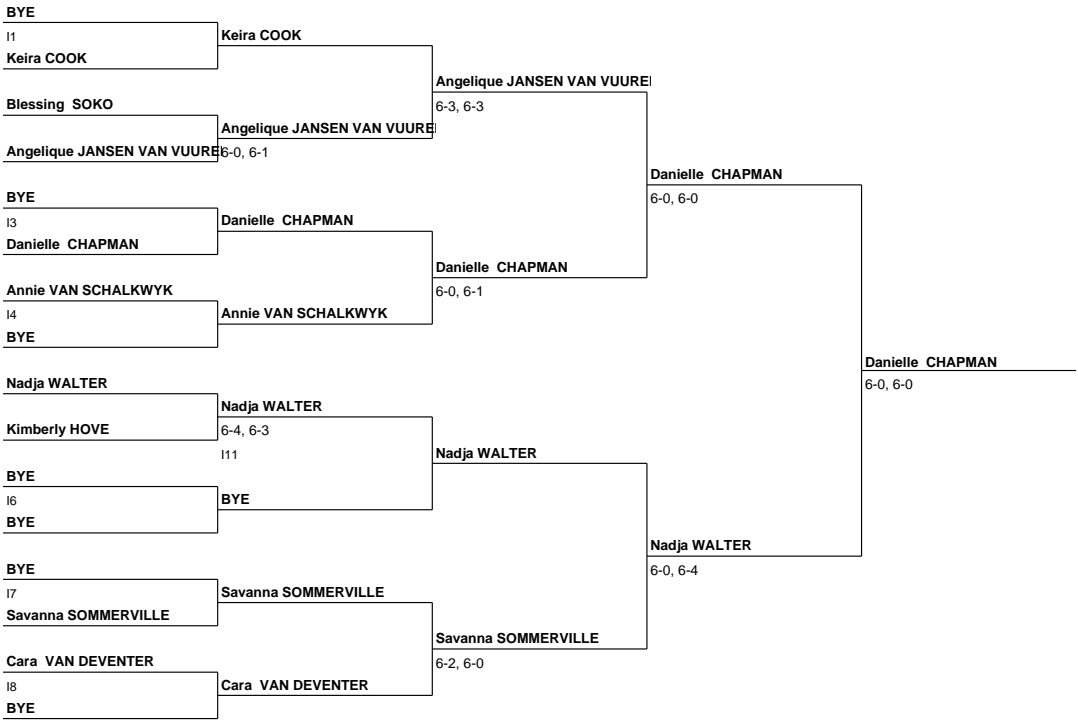 BYE
I1
Keira COOK
Keira COOK
Blessing SOKO
Angelique JANSEN VAN VUURE
Angelique JANSEN VAN VUURE
6-0, 6-1
Angelique JANSEN VAN VUURE
6-3, 6-3
BYE
I3
Danielle CHAPMAN
Danielle CHAPMAN
Annie VAN SCHALKWYK
I4
BYE
Annie VAN SCHALKWYK
Danielle CHAPMAN
6-0, 6-1
Danielle CHAPMAN
6-0, 6-0
Nadja WALTER
Kimberly HOVE
Nadja WALTER
6-4, 6-3
I11
BYE
I6
BYE
BYE
Nadja WALTER
BYE
I7
Savanna SOMMERVILLE
Savanna SOMMERVILLE
Cara VAN DEVENTER
I8
BYE
Cara VAN DEVENTER
Savanna SOMMERVILLE
6-2, 6-0
Nadja WALTER
6-0, 6-4
Danielle CHAPMAN
6-0, 6-0